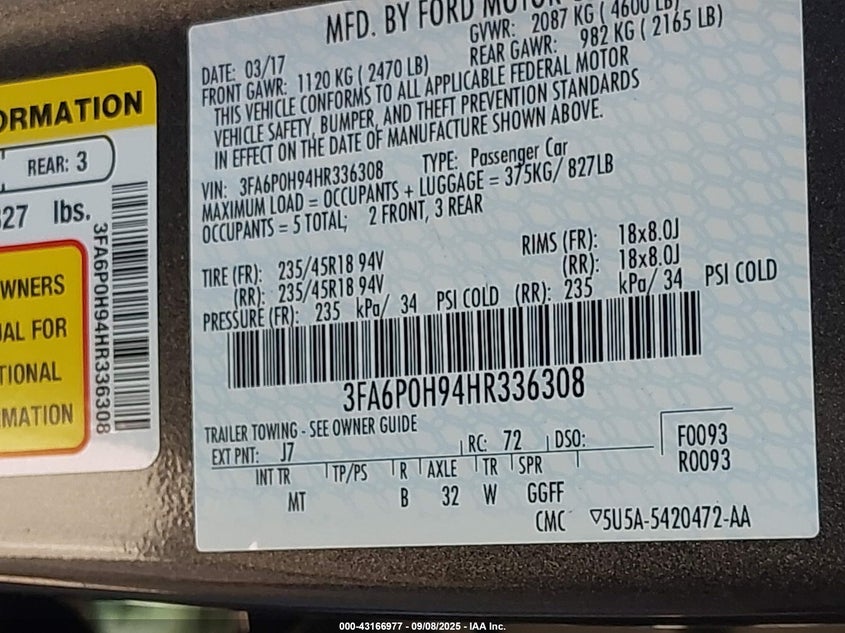 ORMATION
REAR: 3
827 lbs.
WNERS
UAL FOR
TIONAL
MATION
3FA6P0H94HR336308
MFD. BY FORD MOTOR
DATE: 03/17 GVWR: 2087 KG ( 4600 LB)
FRONT GAWR: 1120 KG ( 2470 LB) REAR GAWR: 982 KG ( 2165 LB)
THIS VEHICLE CONFORMS TO ALL APPLICABLE FEDERAL MOTOR
VEHICLE SAFETY, BUMPER, AND THEFT PREVENTION STANDARDS
IN EFFECT ON THE DATE OF MANUFACTURE SHOWN ABOVE.
VIN: 3FA6P0H94HR336308 TYPE: Passenger Car
MAXIMUM LOAD = OCCUPANTS + LUGGAGE = 375KG/ 827LB
OCCUPANTS = 5 TOTAL; 2 FRONT, 3 REAR
TIRE (FR): 235/45R18 94V RIMS (FR): 18x8.0J
(RR): 235/45R18 94V (RR): 18x8.0J
PRESSURE (FR): 235 kPa/ 34 PSI COLD (RR): 235 kPa/ 34 PSI COLD
3FA6P0H94HR336308
TRAILER TOWING - SEE OWNER GUIDE
EXT PNT: J7 RC: 72 DSO: F0093
INT TR TP/PS R AXLE TR SPR R0093
MT B 32 W GGFF
CMC ▽5U5A-5420472-AA
000-43166977 - 09/08/2025 - IAA Inc.